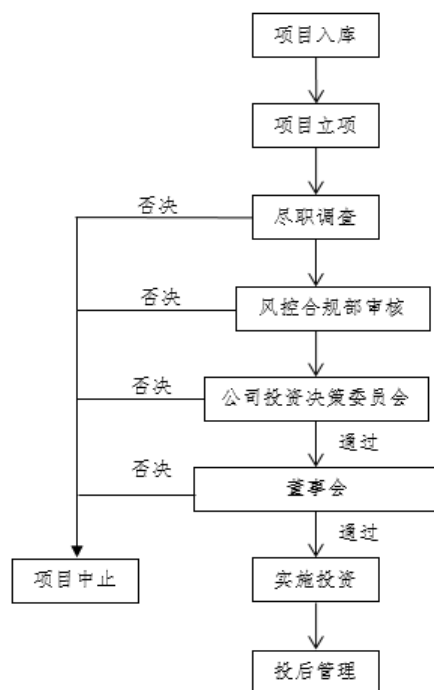 项目入库
项目立项
否决
尽职调查
否决
风控合规部审核
否决
公司投资决策委员会
通过
否决
董事会
通过
项目中止
实施投资
投后管理